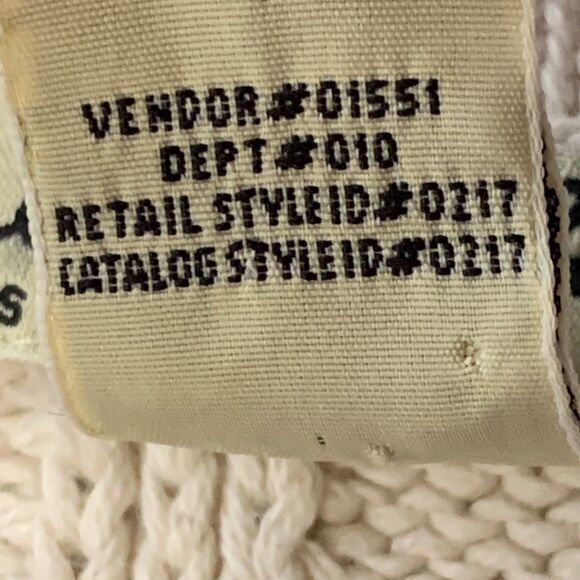 VENDOR#01551
DEPT#010
RETAIL STYLEID#0217
CATALOG STYLEID#0217
S